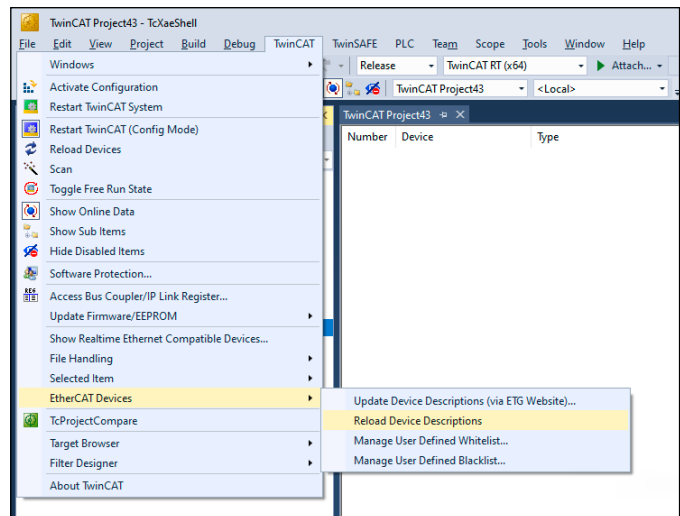 TwinCAT Project43 - TcXaeShell
File Edit View Project Build Debug TwinCAT TwinSAFE PLC Team Scope Tools Window Help
Release TwinCAT RT (x64) Attach...
TwinCAT Project43 <Local>
TwinCAT Project43
Number Device Type
Windows
Activate Configuration
Restart TwinCAT System
Restart TwinCAT (Config Mode)
Reload Devices
Scan
Toggle Free Run State
Show Online Data
Show Sub Items
Hide Disabled Items
Software Protection...
Access Bus Coupler/IP Link Register...
Update Firmware/EEPROM
Show Realtime Ethernet Compatible Devices...
File Handling
Selected Item
EtherCAT Devices
TcProjectCompare
Target Browser
Filter Designer
About TwinCAT
Update Device Descriptions (via ETG Website)...
Reload Device Descriptions
Manage User Defined Whitelist...
Manage User Defined Blacklist...